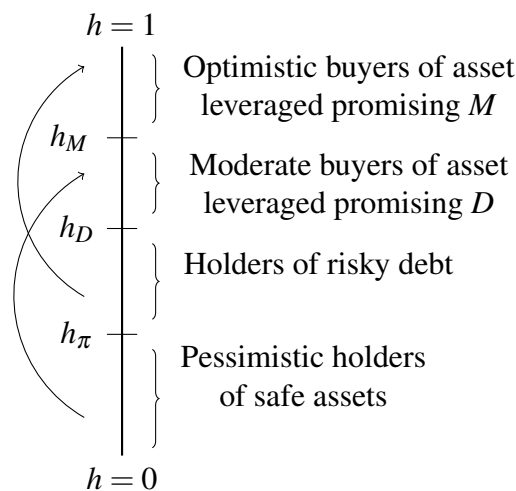 h = 1
Optimistic buyers of asset
leveraged promising M
h_M
Moderate buyers of asset
leveraged promising D
h_D
Holders of risky debt
h_π
Pessimistic holders
of safe assets
h = 0